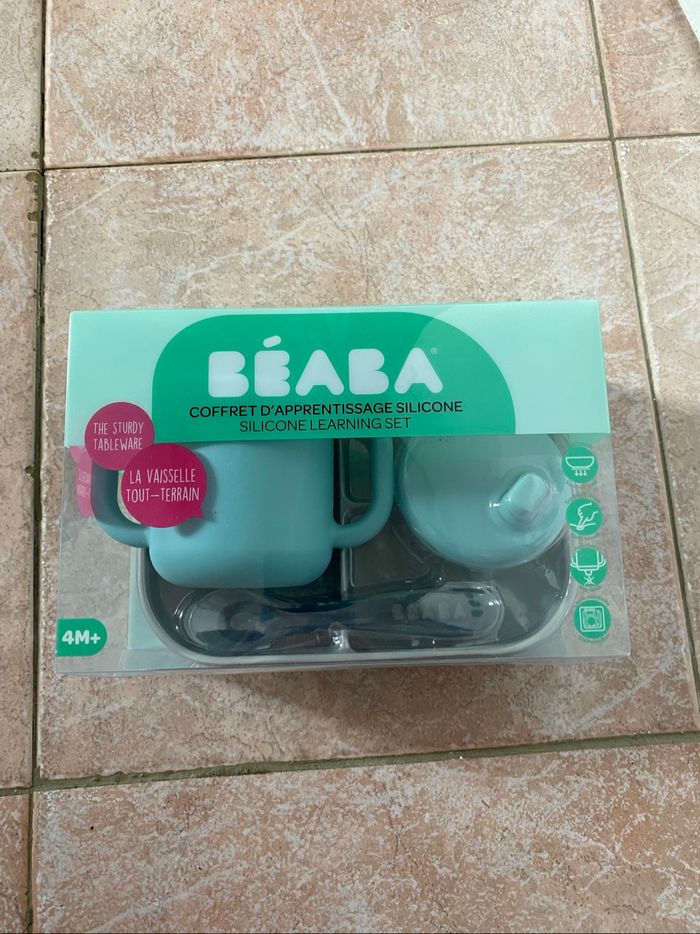 BÉABA®
COFFRET D'APPRENTISSAGE SILICONE
SILICONE LEARNING SET
THE STURDY
TABLEWARE
LA VAISSELLE
TOUT-TERRAIN
BÉABA
4M+